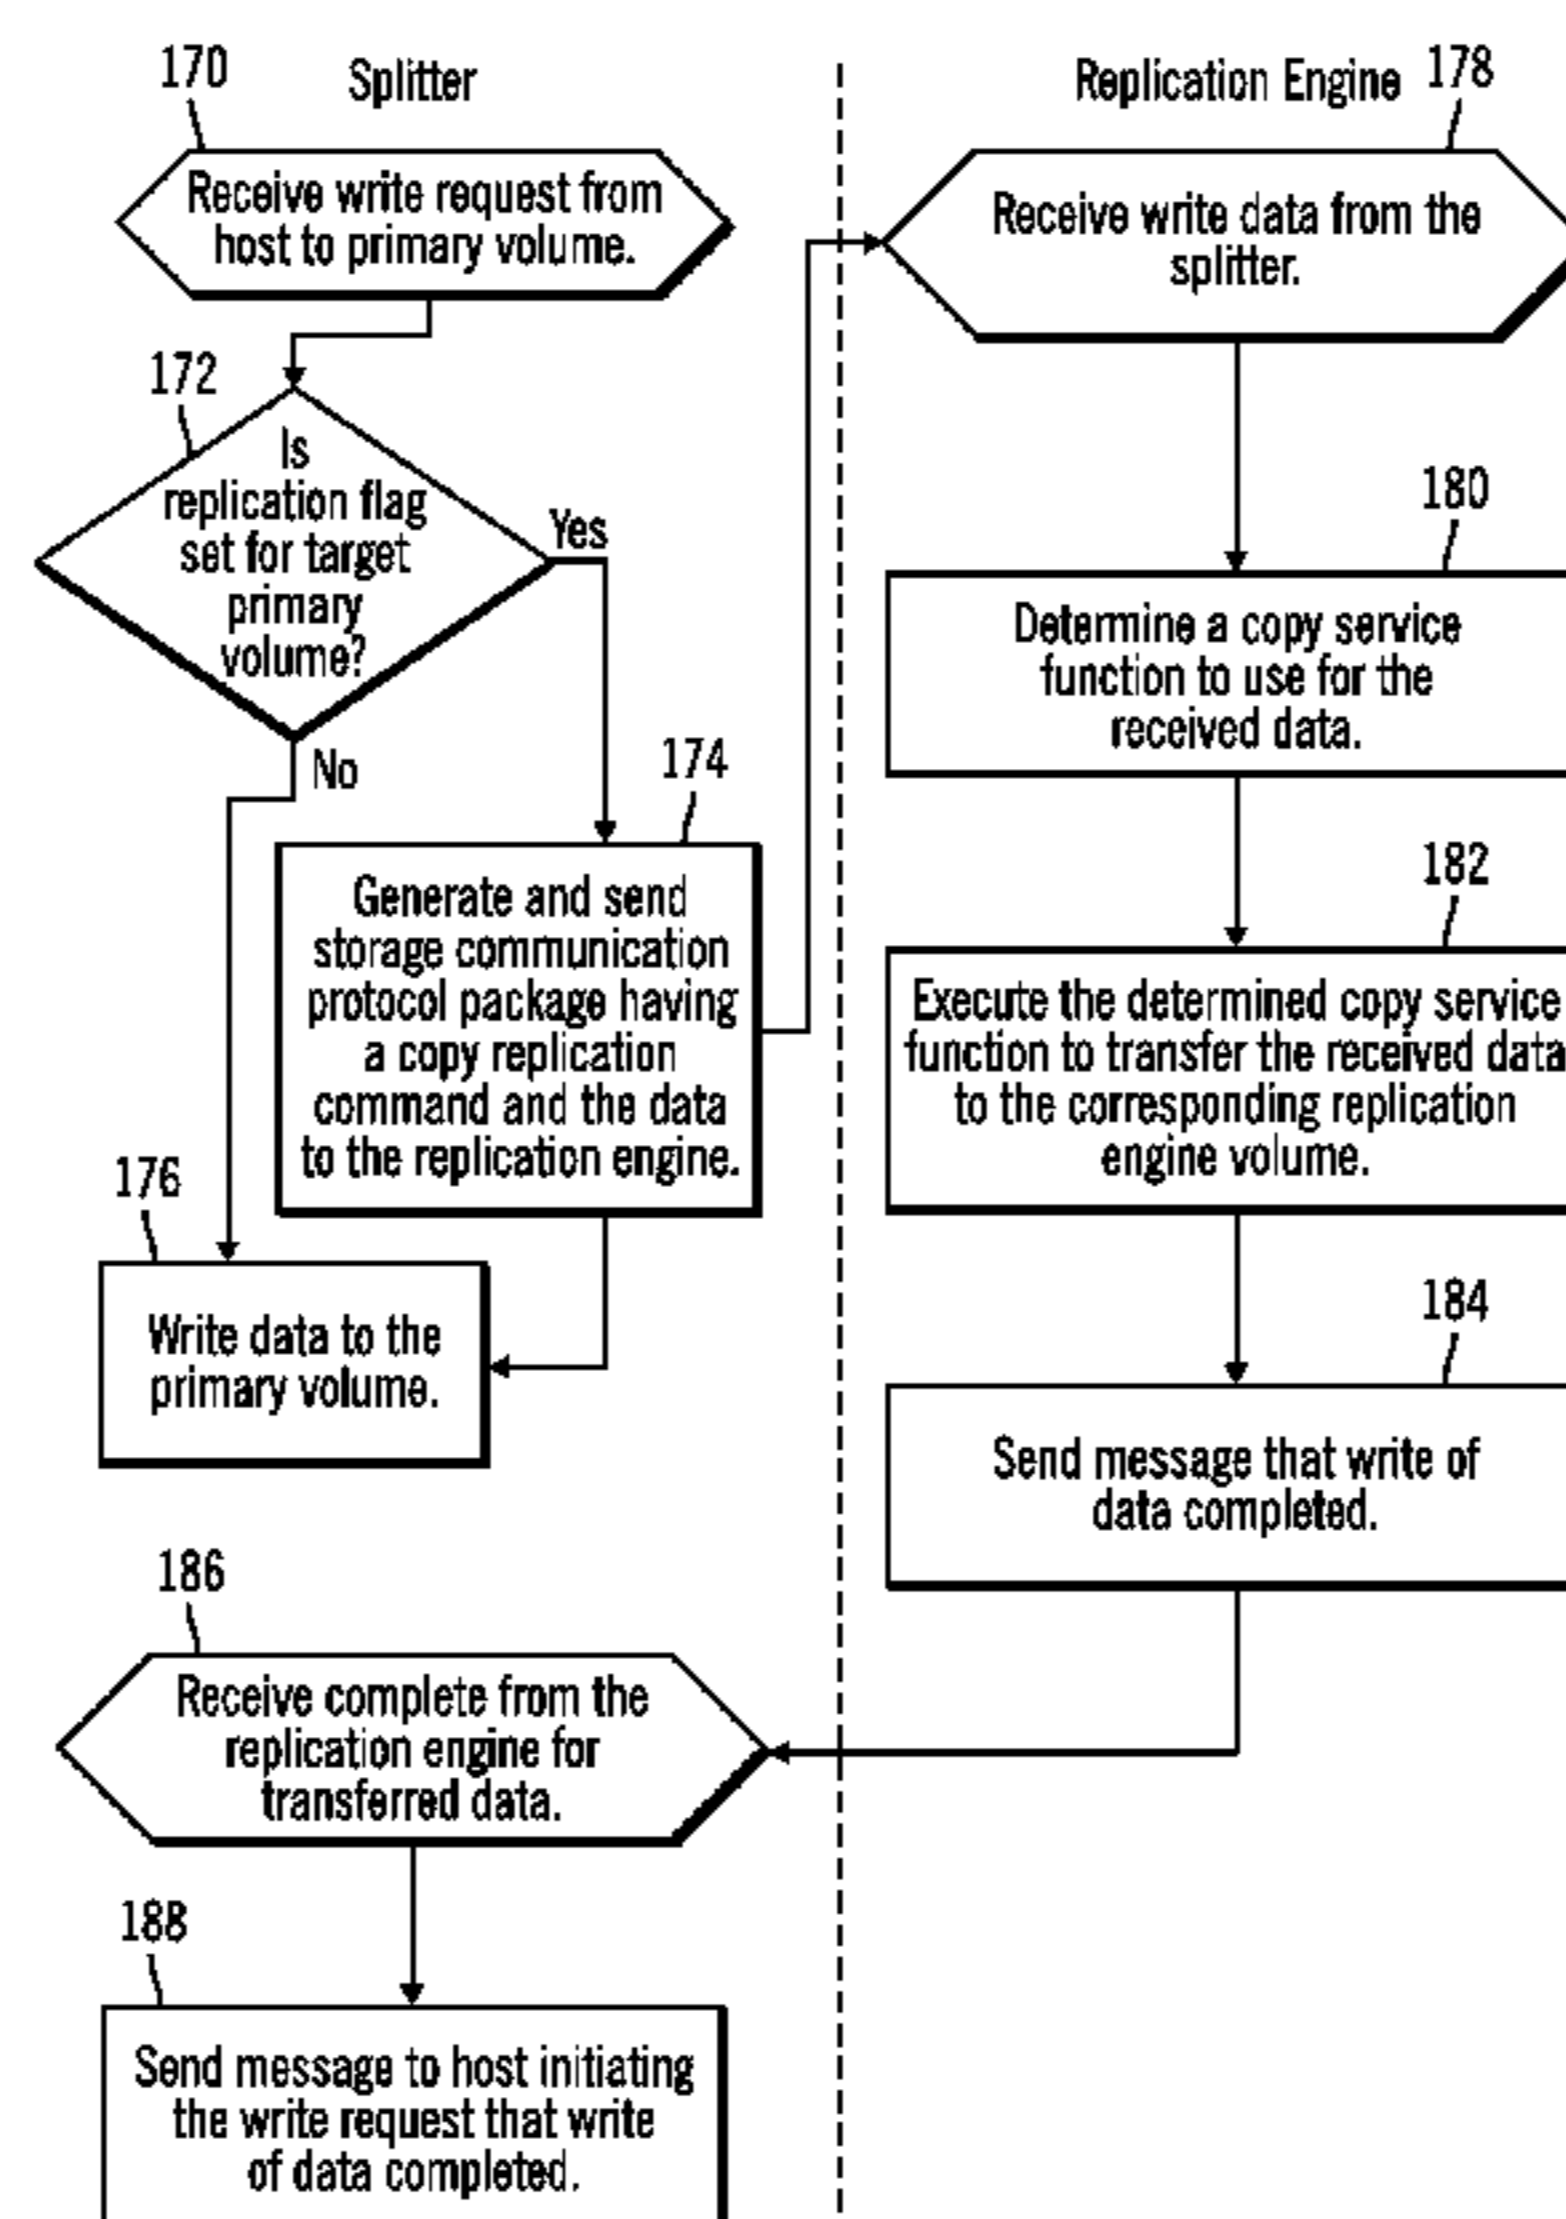 170
Splitter
Receive write request from
host to primary volume.
172
Is
replication flag
set for target
primary
volume?
Yes
No
174
Generate and send
storage communication
protocol package having
a copy replication
command and the data
to the replication engine.
176
Write data to the
primary volume.
Replication Engine
178
Receive write data from the
splitter.
180
Determine a copy service
function to use for the
received data.
182
Execute the determined copy service
function to transfer the received data
to the corresponding replication
engine volume.
184
Send message that write of
data completed.
186
Receive complete from the
replication engine for
transferred data.
188
Send message to host initiating
the write request that write
of data completed.